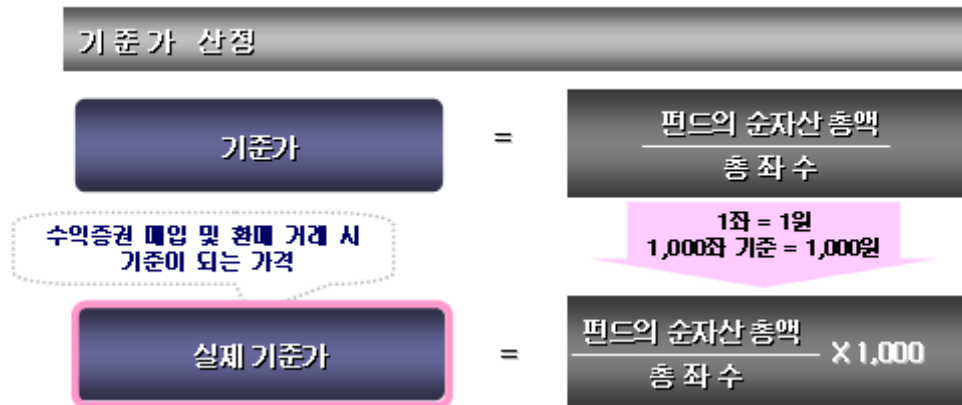 기준가 산정
기준가
=
펀드의 순자산 총액
총 좌 수
수익증권 매입 및 환매 거래 시
기준이 되는 가격
1좌 = 1원
1,000좌 기준 = 1,000원
실제 기준가
=
펀드의 순자산 총액
총 좌 수
X 1,000